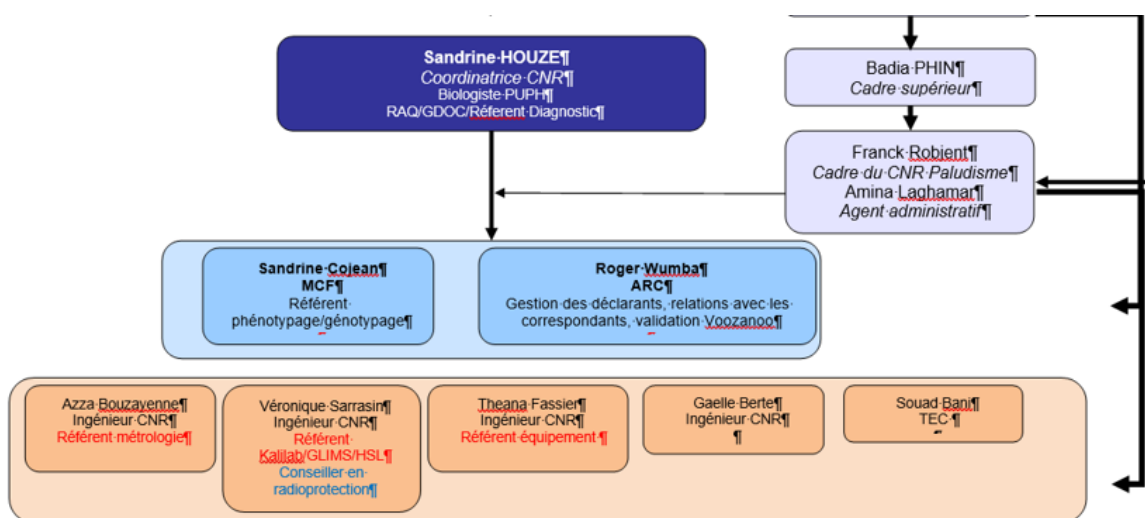 Sandrine·HOUZE¶
Coordinatrice·CNR¶
Biologiste·PUPH¶
RAQ/GDOC/Réferent·Diagnostic¶
Badia·PHIN¶
Cadre·supérieur¶
Franck·Robjent¶
Cadre·du·CNR·Paludisme¶
Amina·Laghamar¶
Agent·administratif¶
Sandrine·Cojean¶
MCF¶
Référent·
phénotypage/génotypage¶
Roger·Wumba¶
ARC¶
Gestion·des·déclarants,·relations·avec·les·
correspondants,·validation·Voozanoo¶
Azza·Bouzayenne¶
Ingénieur·CNR¶
Référent·métrologie¶
Véronique·Sarrasin¶
Ingénieur·CNR¶
Référent·
Kalilab/GLIMS/HSL¶
Conseiller·en·
radioprotection¶
Theana·Fassier¶
Ingénieur·CNR¶
Référent·équipement·¶
Gaelle·Berte¶
Ingénieur·CNR¶
¶
Souad·Bani¶
TEC·¶
¶